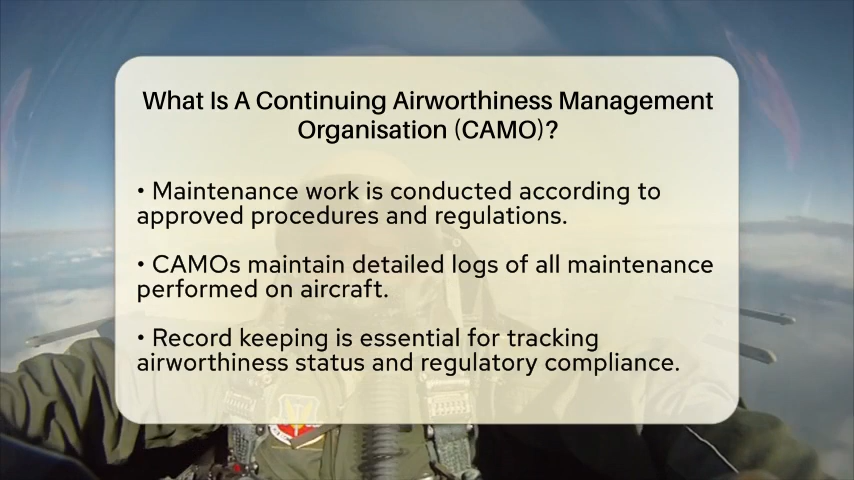 What Is A Continuing Airworthiness Management
Organisation (CAMO)?
• Maintenance work is conducted according to
approved procedures and regulations.
• CAMOs maintain detailed logs of all maintenance
performed on aircraft.
• Record keeping is essential for tracking
airworthiness status and regulatory compliance.